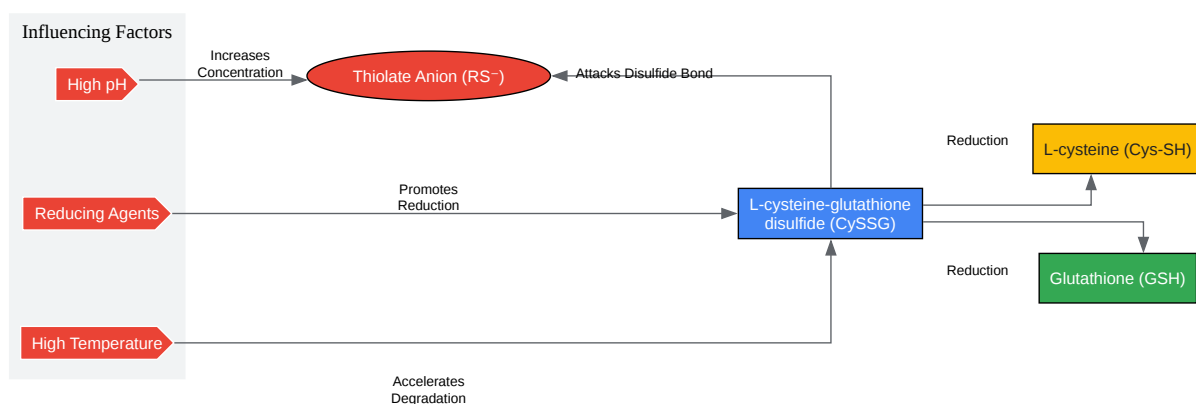 Influencing Factors
High pH
Increases
Concentration
Thiolate Anion (RS⁻)
Attacks Disulfide Bond
Reduction
L-cysteine (Cys-SH)
Reducing Agents
Promotes
Reduction
L-cysteine-glutathione
disulfide (CySSG)
Reduction
Glutathione (GSH)
High Temperature
Accelerates
Degradation